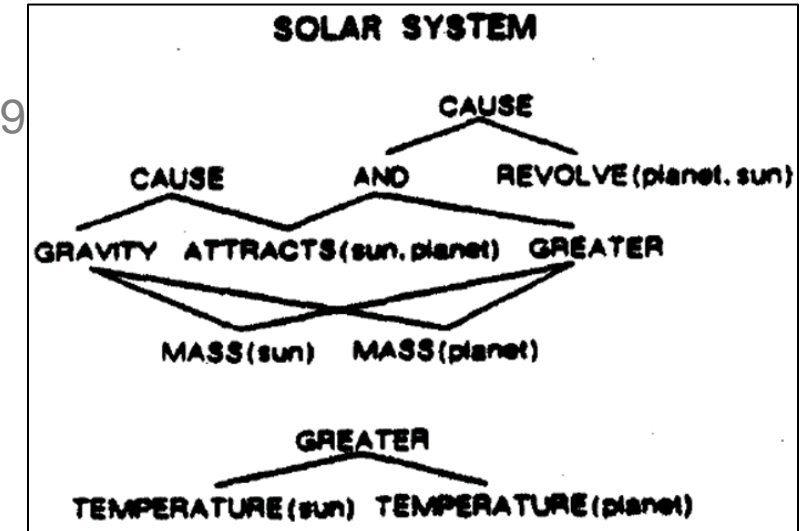 SOLAR SYSTEM
9
CAUSE
CAUSE AND REVOLVE(planet, sun)
GRAVITY ATTRACTS(sun, planet) GREATER
MASS(sun) MASS(planet)
GREATER
TEMPERATURE(sun) TEMPERATURE(planet)